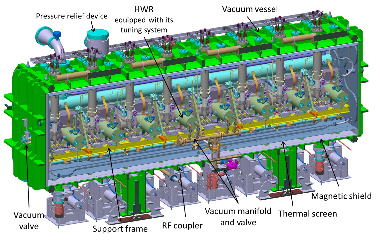 Pressure relief device
HWR
equipped with its
tuning system
Vacuum vessel
Vacuum
valve
Support frame
RF coupler
Vacuum manifold
and valve
Thermal screen
Magnetic shield